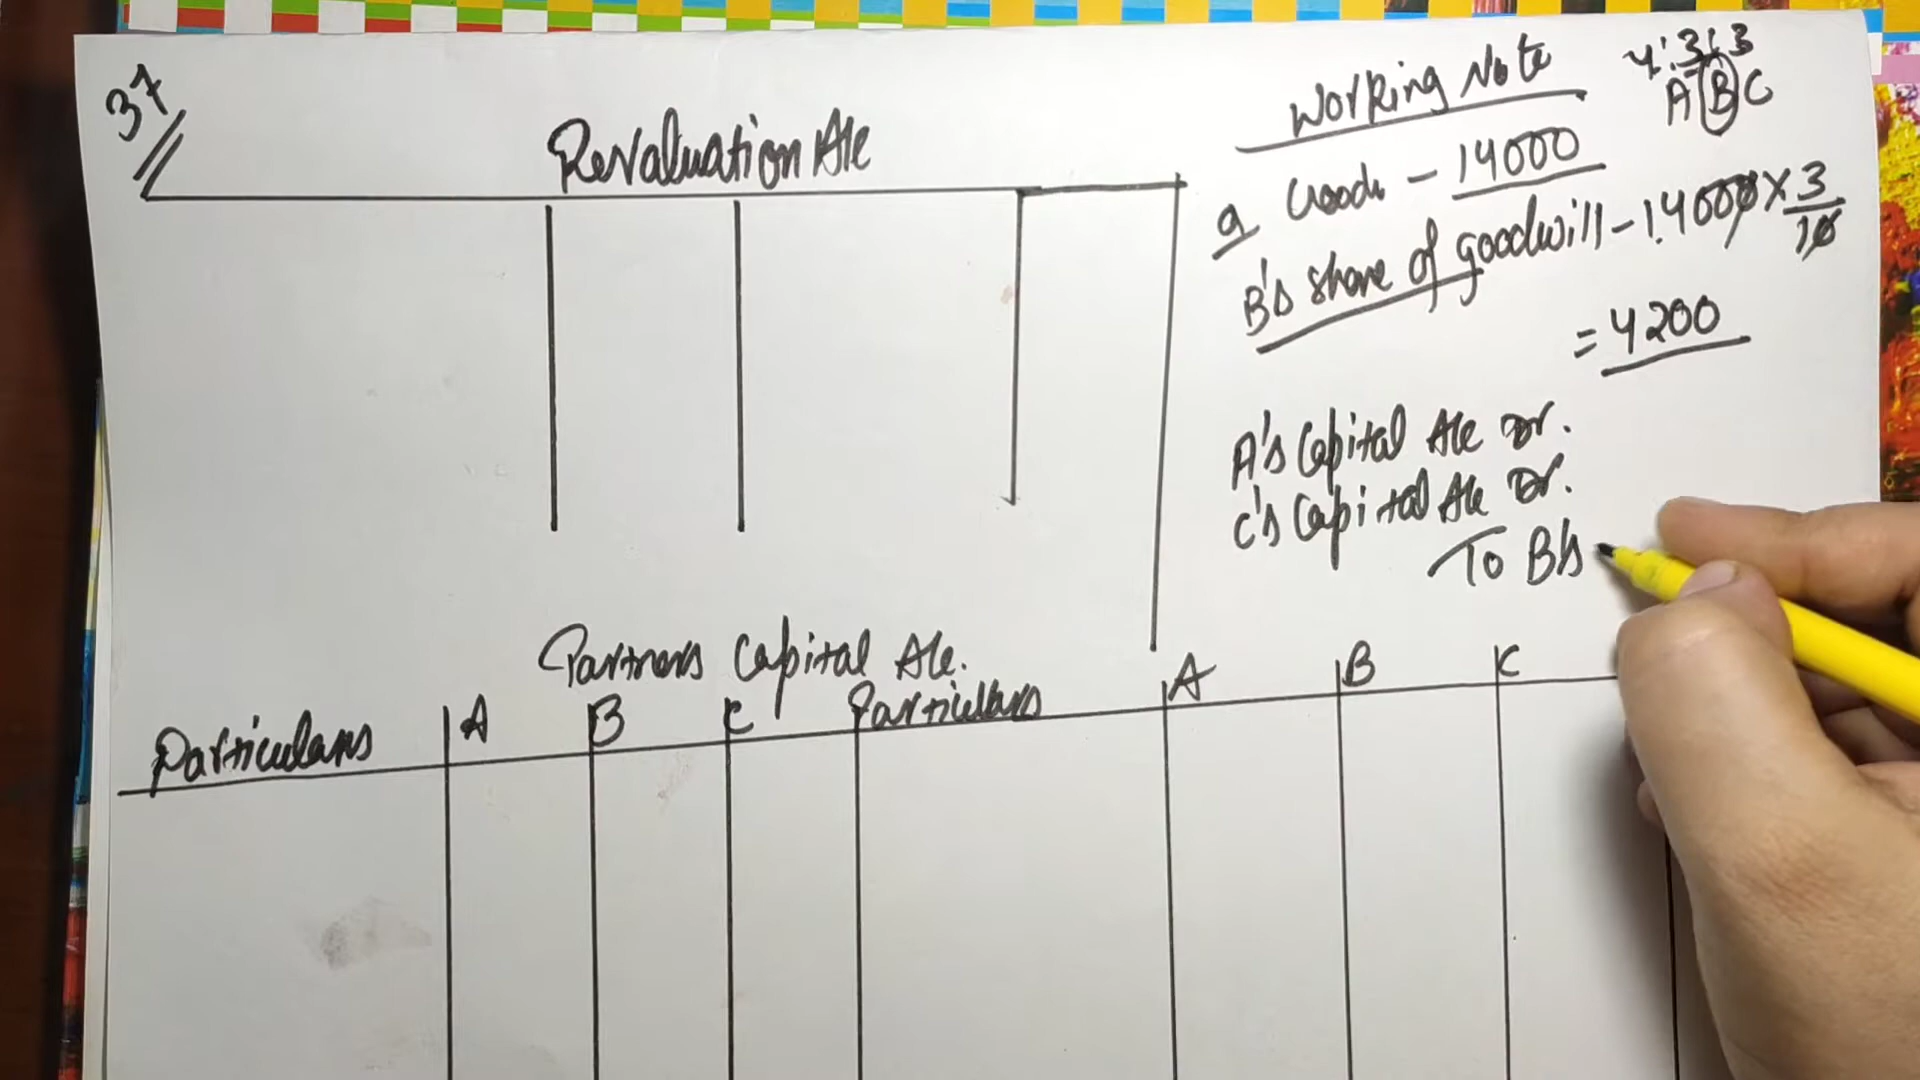 37
Revaluation A/c
Working Note
4:3:3
A B C
a Good - 14000
B's share of goodwill - 14000 x 3/10
= 4200
A's Capital A/c Dr.
C's Capital A/c Dr.
To B's
Partners Capital A/c.
Particulars A B C Particulars A B C